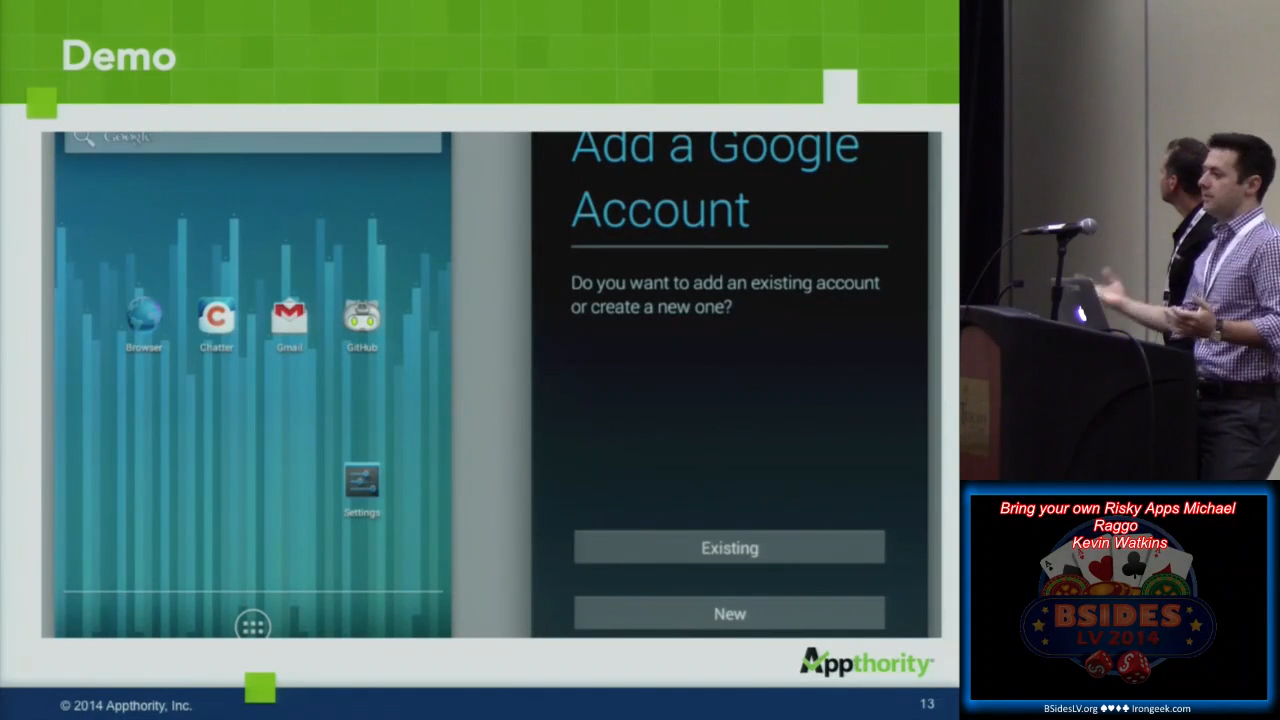 Demo
Google
Browser
Chatter
Gmail
GitHub
Settings
Add a Google
Account
Do you want to add an existing account
or create a new one?
Existing
New
Appthority
© 2014 Appthority, Inc.
13
Bring your own Risky Apps Michael
Raggo
Kevin Watkins
BSIDES
LV 2014
BSidesLV.org ♠♥♦♣ Irongeek.com